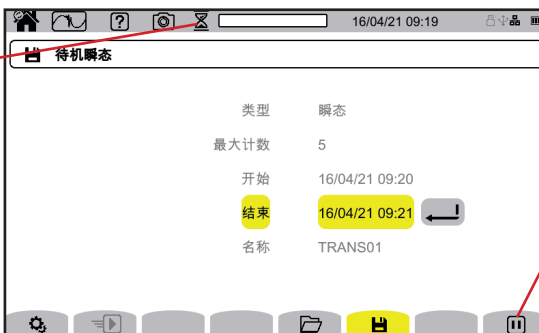 ? 16/04/21 09:19
待机瞬态
类型 瞬态
最大计数 5
开始 16/04/21 09:20
结束 16/04/21 09:21
名称 TRANS01